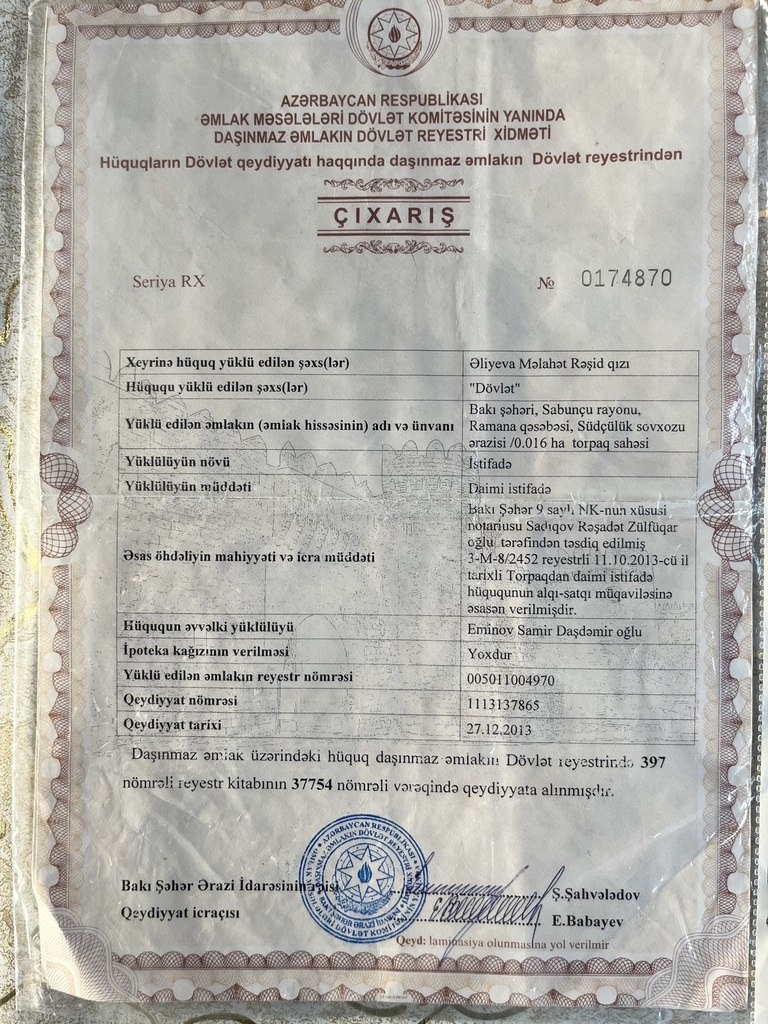 AZƏRBAYCAN RESPUBLİKASI
ƏMLAK MƏSƏLƏLƏRİ DÖVLƏT KOMİTƏSİNİN YANINDA
DAŞINMAZ ƏMLAKIN DÖVLƏT REYESTRİ XİDMƏTİ
Hüquqların Dövlət qeydiyyatı haqqında daşınmaz əmlakın Dövlət reyestrindən
ÇIXARIŞ
Seriya RX № 0174870
Xeyrinə hüquq yüklü edilən şəxs(lər) Əliyeva Məlahət Rəşid qızı
Hüququ yüklü edilən şəxs(lər) "Dövlət"
Yüklü edilən əmlakın (əmlak hissəsinin) adı və ünvanı
Bakı şəhəri, Sabunçu rayonu,
Ramana qəsəbəsi, Südçülük sovxozu
ərazisi /0.016 ha torpaq sahəsi
Yüklülüyün növü İstifadə
Yüklülüyün müddəti Daimi istifadə
Əsas öhdəliyin mahiyyəti və icra müddəti
Bakı Şəhər 9 saylı NK-nun xüsusi
notariusu Sadıqov Rəşadət Zülfüqar
oğlu tərəfindən təsdiq edilmiş
3-M-8/2452 reyestrli 11.10.2013-cü il
tarixli Torpaqdan daimi istifadə
hüququnun alqı-satqı müqaviləsinə
əsasən verilmişdir.
Hüququn əvvəlki yüklülüyü Eminov Samir Daşdəmir oğlu
İpoteka kağızının verilməsi Yoxdur
Yüklü edilən əmlakın reyestr nömrəsi 005011004970
Qeydiyyat nömrəsi 1113137865
Qeydiyyat tarixi 27.12.2013
Daşınmaz əmlak üzərindəki hüquq daşınmaz əmlakın Dövlət reyestrində 397
nömrəli reyestr kitabının 37754 nömrəli vərəqində qeydiyyata alınmışdır.
Bakı Şəhər Ərazi İdarəsinin rəisi Ş.Şahvələdov
Qeydiyyat icraçısı E.Babayev
Qeyd: laminasiya olunmasına yol verilmir